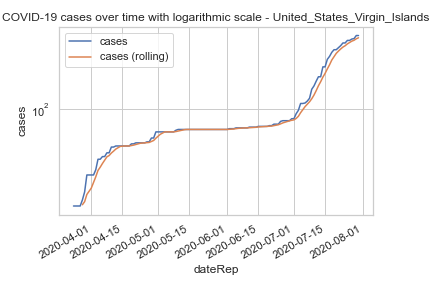 COVID-19 cases over time with logarithmic scale - United_States_Virgin_Islands
cases
cases (rolling)
10²
cases
2020-04-01
2020-04-15
2020-05-01
2020-05-15
2020-06-01
2020-06-15
2020-07-01
2020-07-15
2020-08-01
dateRep